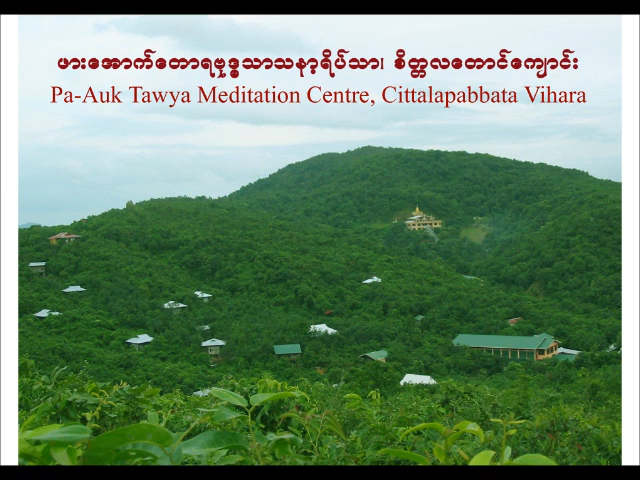 ဖားအောက်တောရဗုဒ္ဓသာသနာ့ရိပ်သာ၊ စိတ္တလတောင်ကျောင်း
Pa-Auk Tawya Meditation Centre, Cittalapabbata Vihara